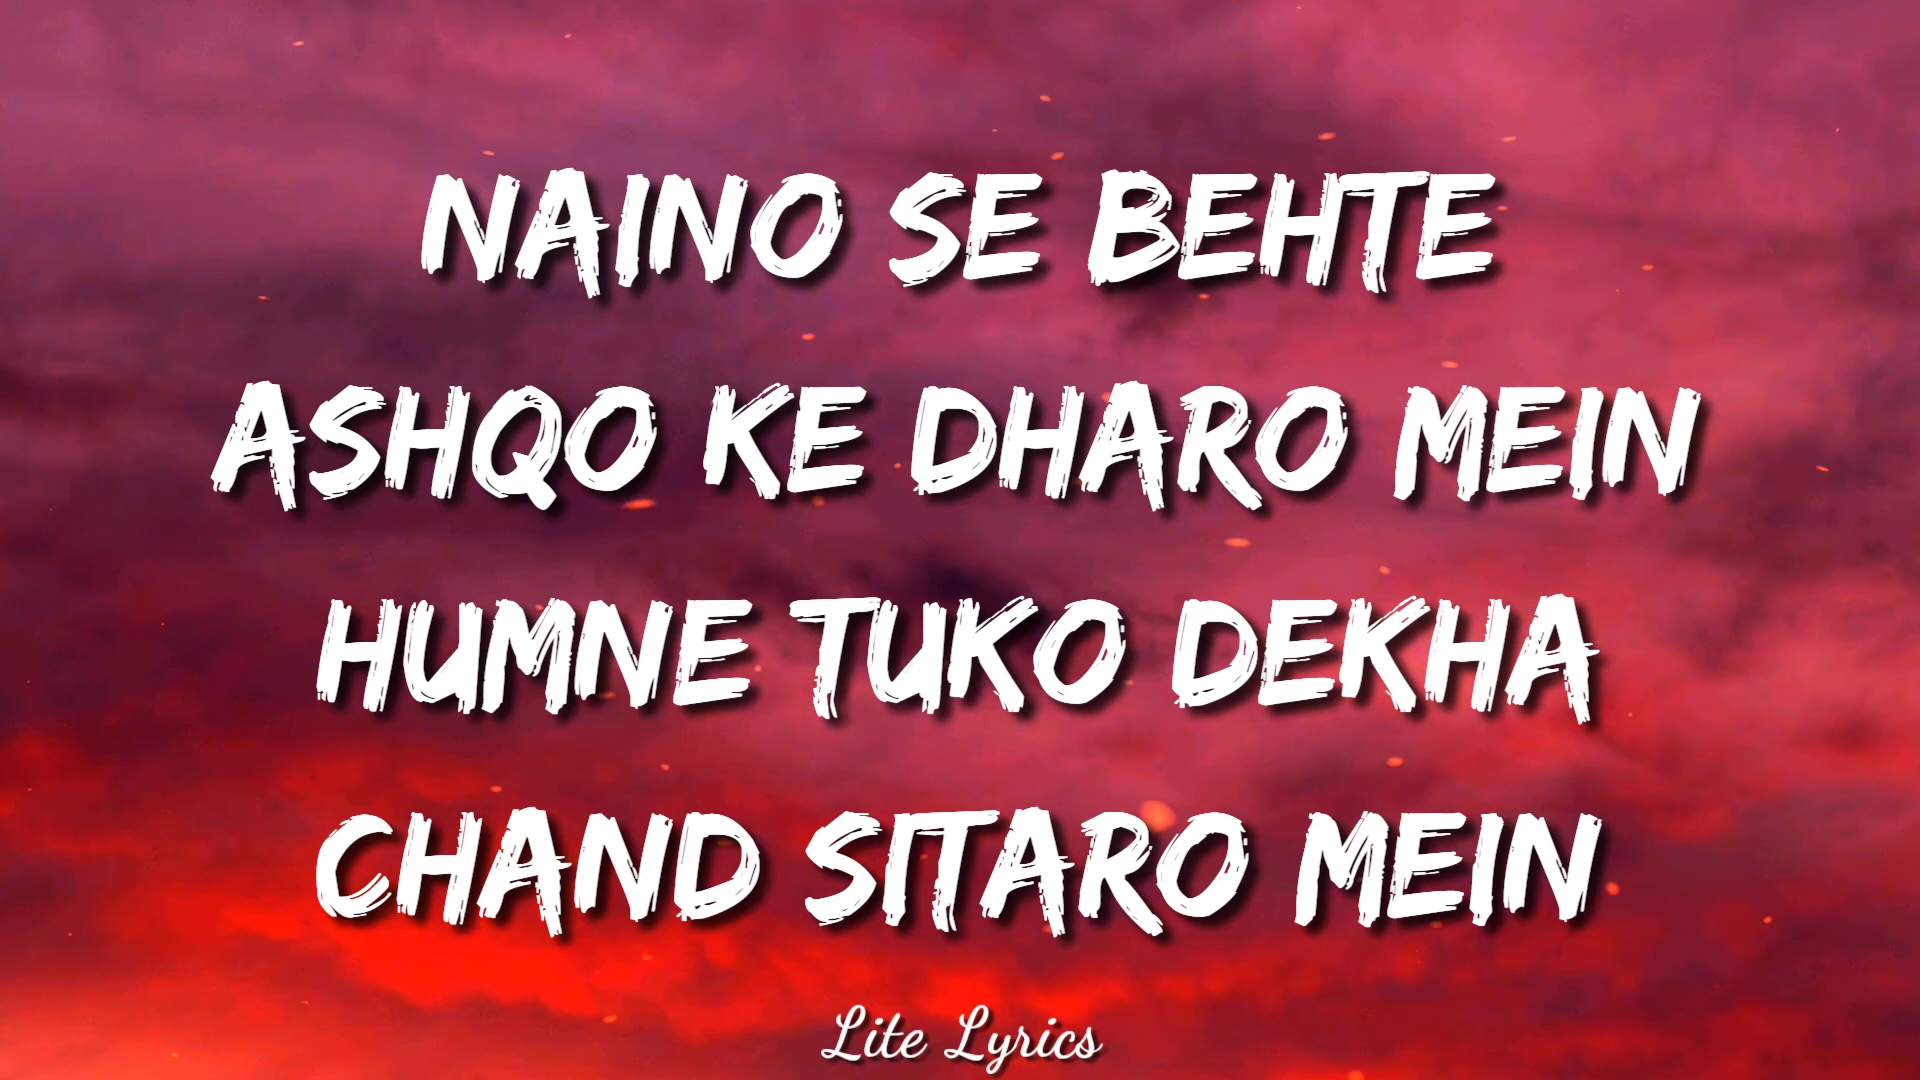 NAINO SE BEHTE
ASHQO KE DHARO MEIN
HUMNE TUKO DEKHA
CHAND SITARO MEIN
Lite Lyrics